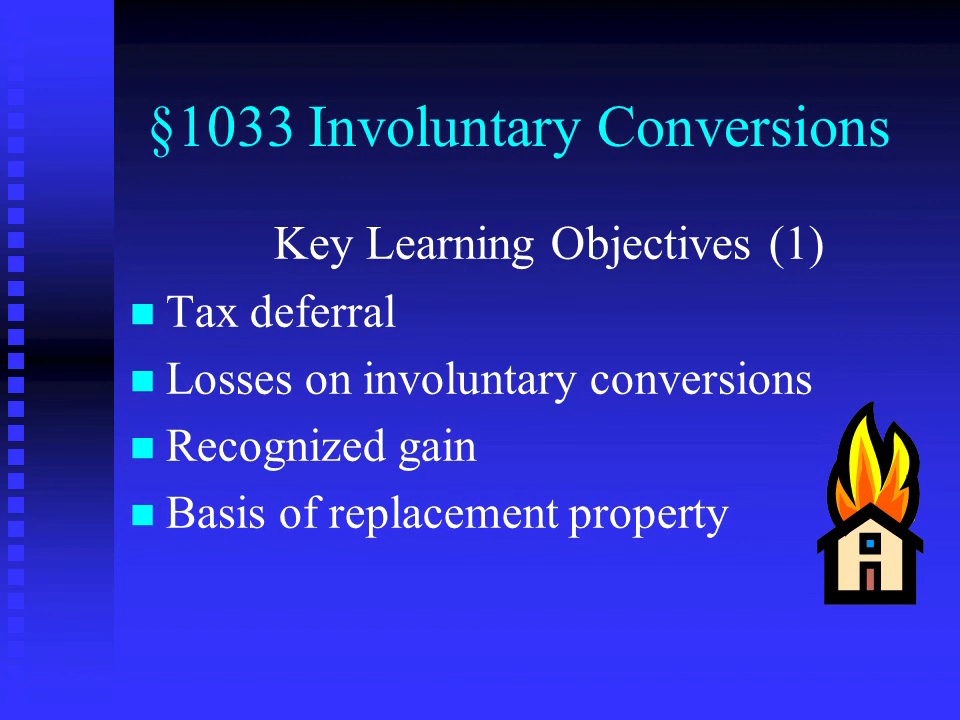 §1033 Involuntary Conversions
Key Learning Objectives (1)
Tax deferral
Losses on involuntary conversions
Recognized gain
Basis of replacement property